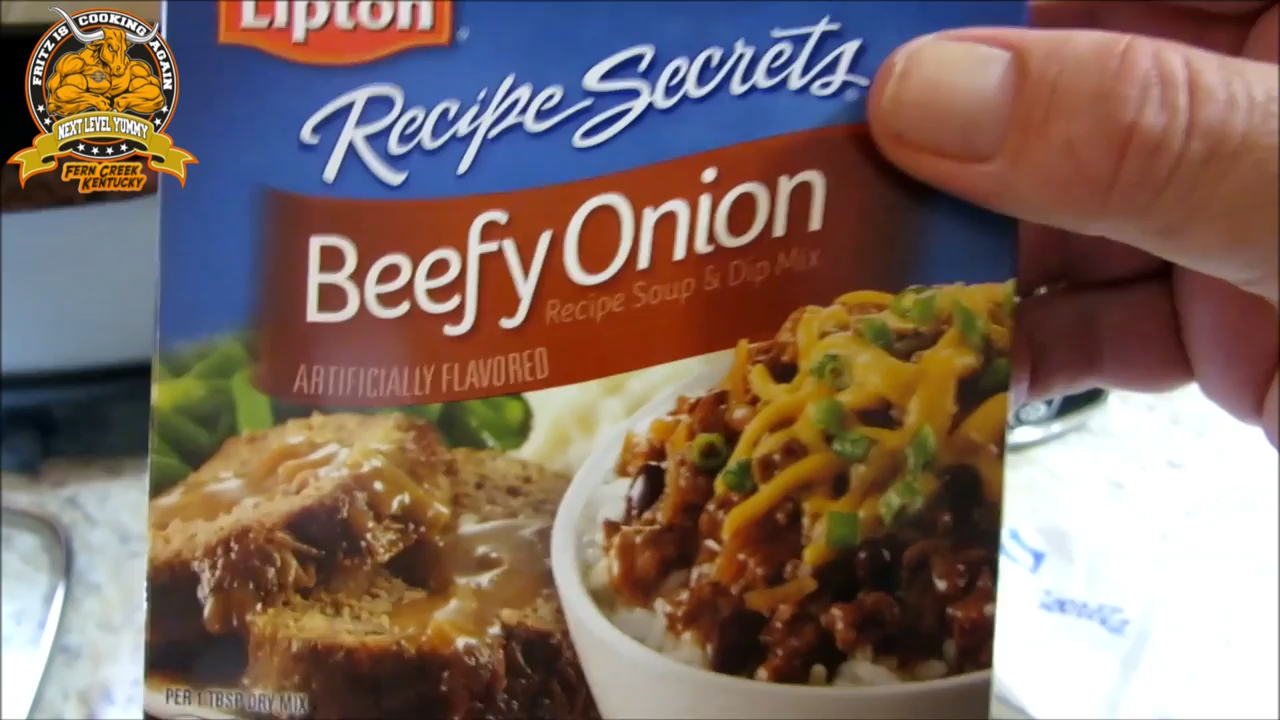 FRITZ IS COOKING AGAIN
NEXT LEVEL YUMMY
FERN CREEK
KENTUCKY
Lipton
Recipe Secrets
Beefy Onion
Recipe Soup & Dip Mix
ARTIFICIALLY FLAVORED
PER 1 TBSP DRY MIX